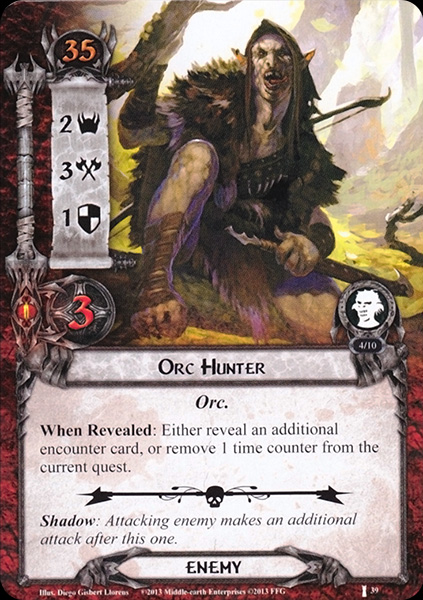 35
2
3
1
3
4/10
Orc Hunter
Orc.
When Revealed: Either reveal an additional
encounter card, or remove 1 time counter from the
current quest.
Shadow: Attacking enemy makes an additional
attack after this one.
ENEMY
Illus. Diego Gisbert Llorens ©2013 Middle-earth Enterprises ©2013 FFG 39